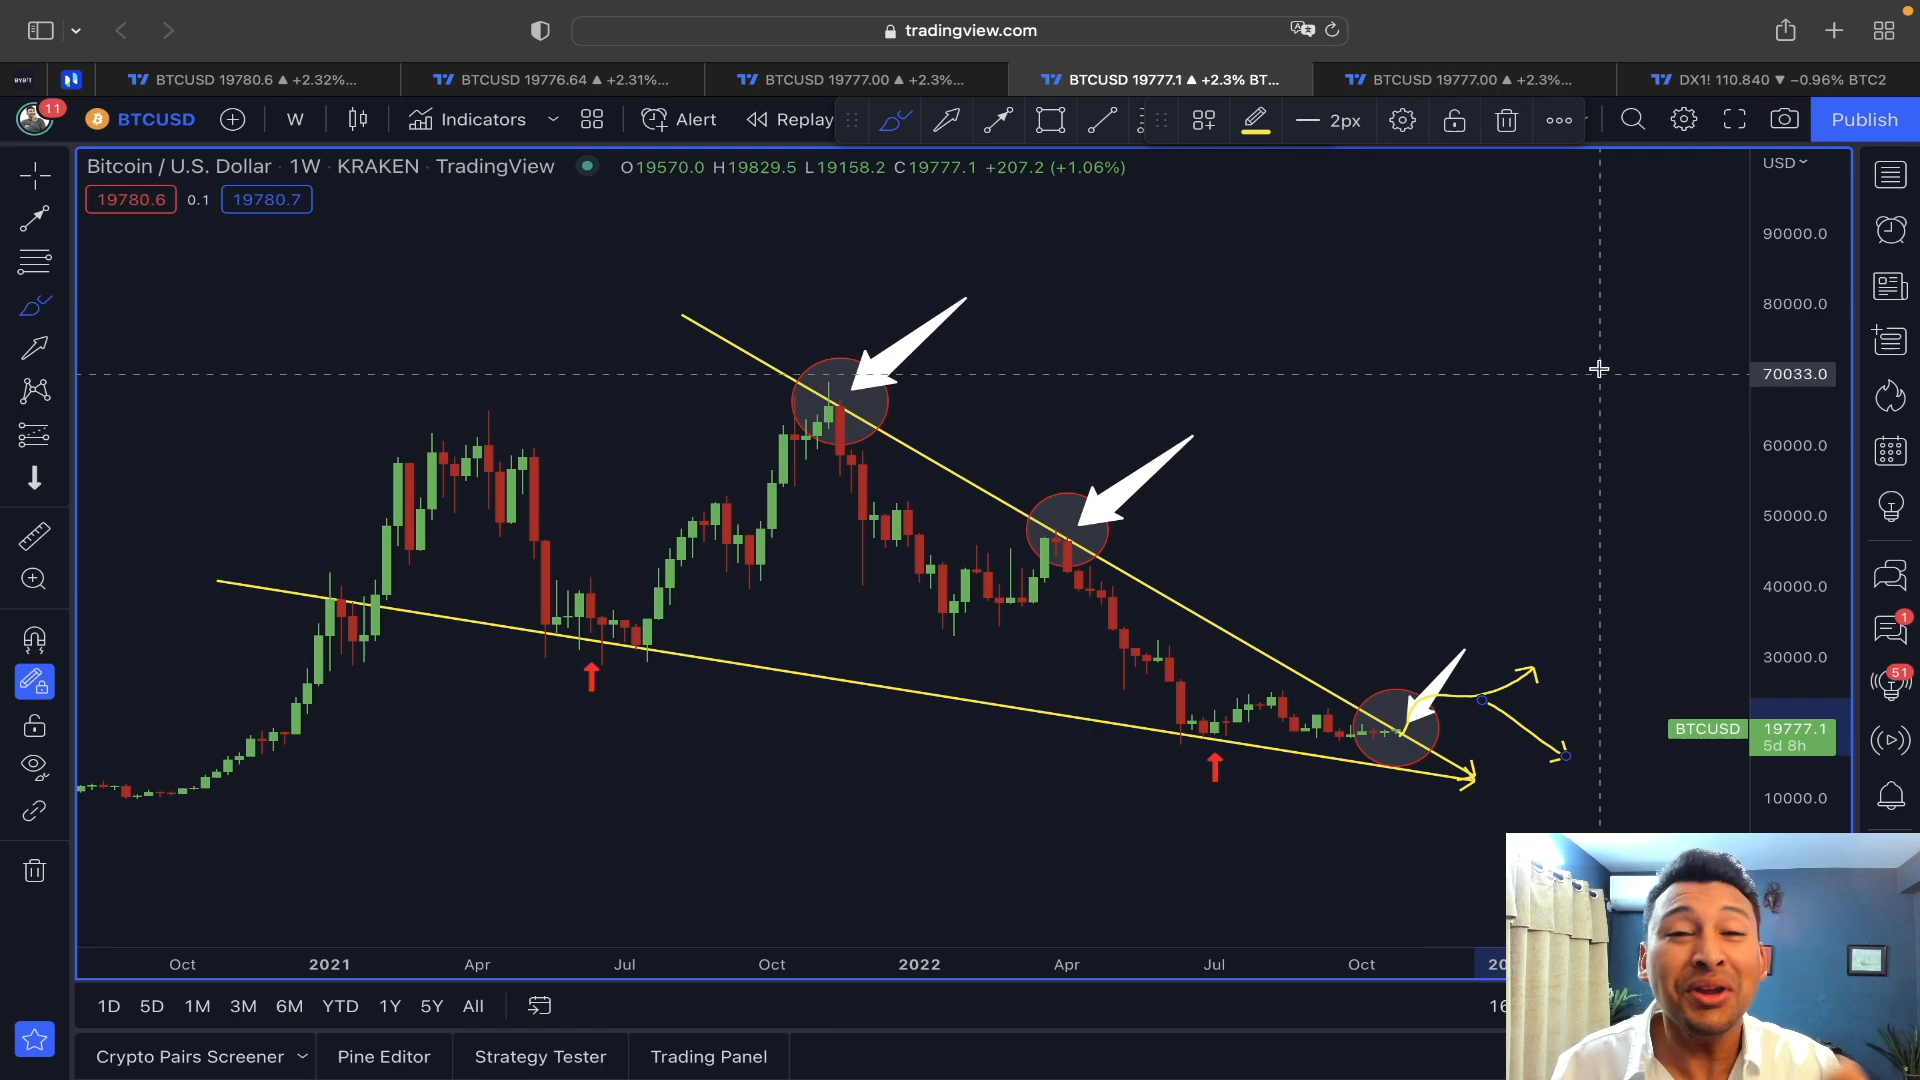 tradingview.com
BYBIT
BTCUSD 19780.6 ▲ +2.32%...
BTCUSD 19776.64 ▲ +2.31%...
BTCUSD 19777.00 ▲ +2.3%...
BTCUSD 19777.1 ▲ +2.3% BT...
BTCUSD 19777.00 ▲ +2.3%...
DX1! 110.840 ▼ −0.96% BTC2
11
BTCUSD
W
Indicators
Alert
Replay
2px
Publish
Bitcoin / U.S. Dollar · 1W · KRAKEN · TradingView
O19570.0 H19829.5 L19158.2 C19777.1 +207.2 (+1.06%)
USD
19780.6
0.1
19780.7
90000.0
80000.0
70033.0
60000.0
50000.0
40000.0
30000.0
BTCUSD
19777.1
5d 8h
10000.0
1
51
Oct
2021
Apr
Jul
Oct
2022
Apr
Jul
Oct
20
1D
5D
1M
3M
6M
YTD
1Y
5Y
All
16
Crypto Pairs Screener
Pine Editor
Strategy Tester
Trading Panel